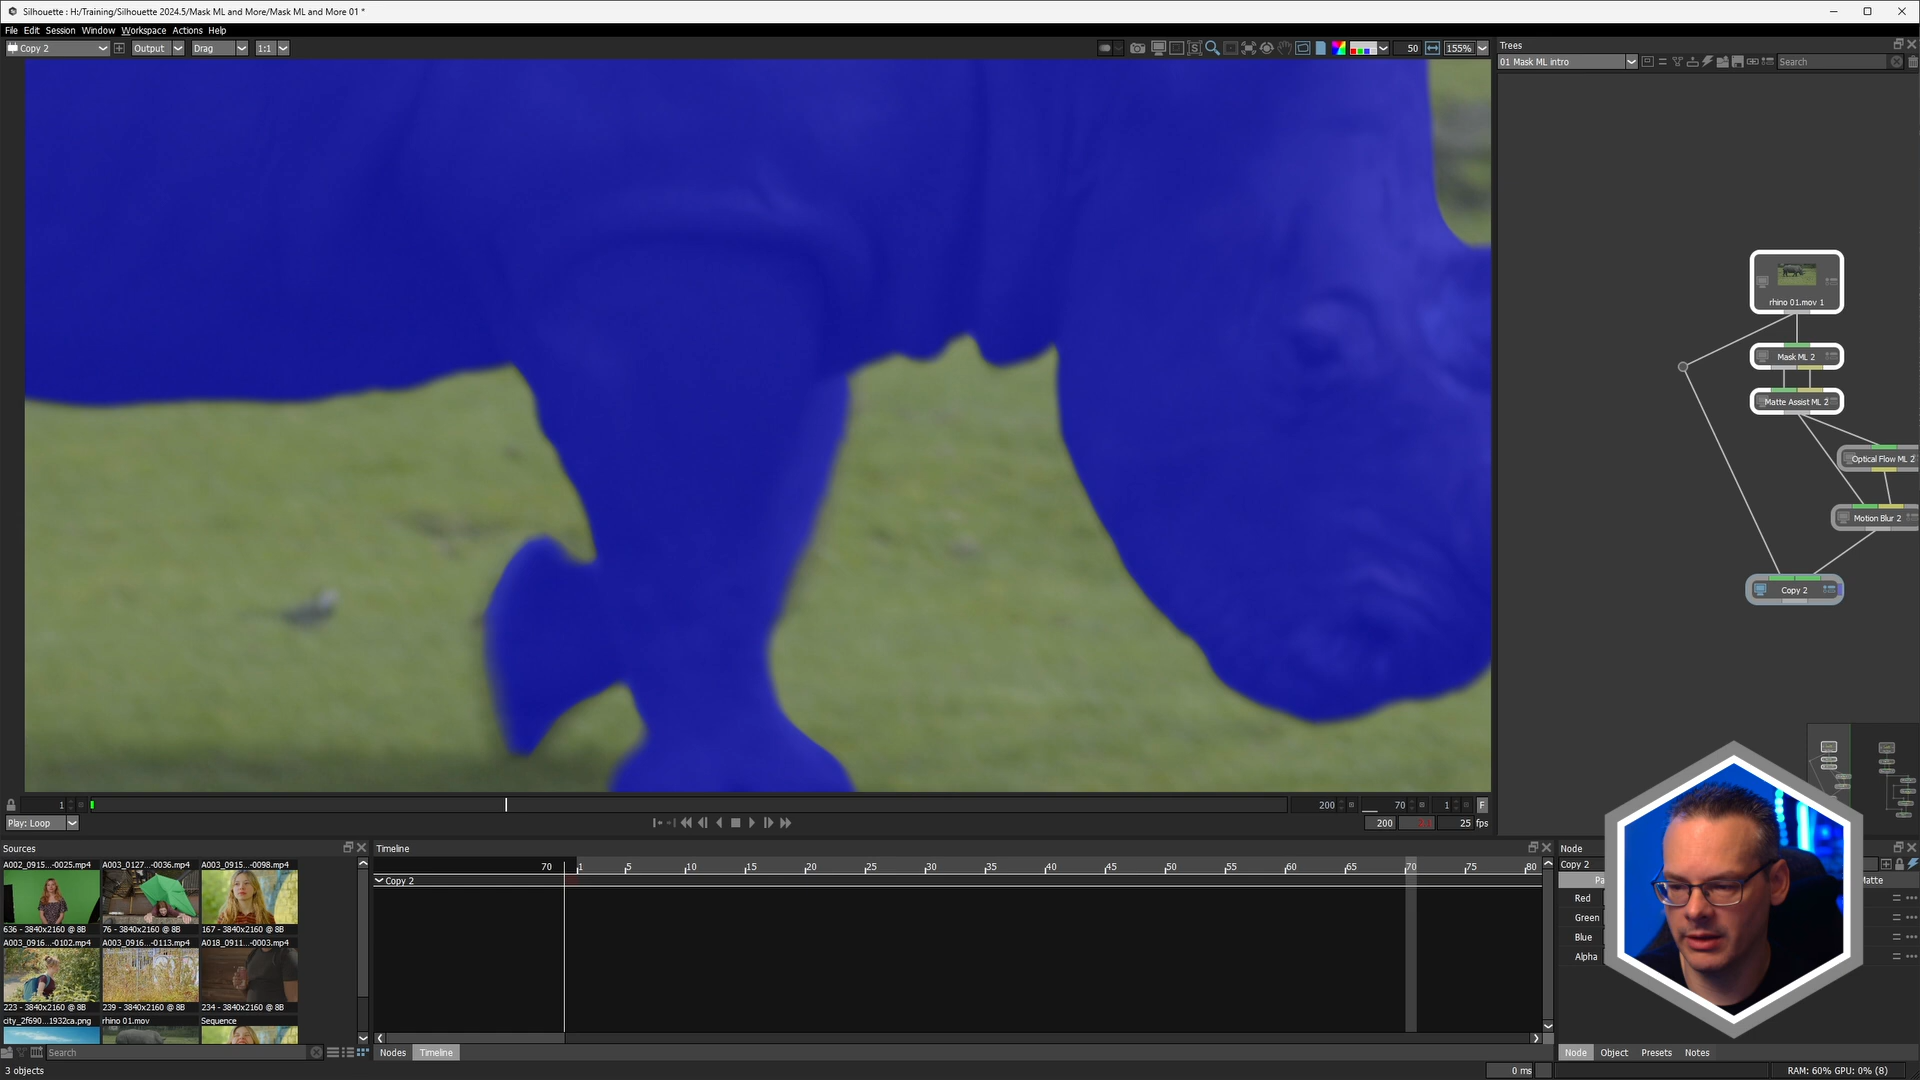 Silhouette : H:/Training/Silhouette 2024.5/Mask ML and More/Mask ML and More 01 *
File Edit Session Window Workspace Actions Help
Copy 2 Output Drag 1:1 50 155%
Trees
01 Mask ML intro Search
rhino 01.mov 1
Mask ML 2
Matte Assist ML 2
Optical Flow ML 2
Motion Blur 2
Copy 2
1 200 70 1 F
Play: Loop 200 25 fps
Sources
A002_0915...-0025.mp4 A003_0127...-0036.mp4 A003_0915...-0098.mp4
636 - 3840x2160 @ 8B 76 - 3840x2160 @ 8B 167 - 3840x2160 @ 8B
A003_0916...-0102.mp4 A003_0916...-0113.mp4 A018_0911...-0003.mp4
223 - 3840x2160 @ 8B 239 - 3840x2160 @ 8B 234 - 3840x2160 @ 8B
city_2f690...1932ca.png rhino 01.mov Sequence
Search
3 objects
Timeline
70 1 5 10 15 20 25 30 35 40 45 50 55 60 65 70 75 80
Copy 2
Nodes Timeline
Node
Copy 2
Pa Matte
Red
Green
Blue
Alpha
Node Object Presets Notes
0 ms RAM: 60% GPU: 0% (8)